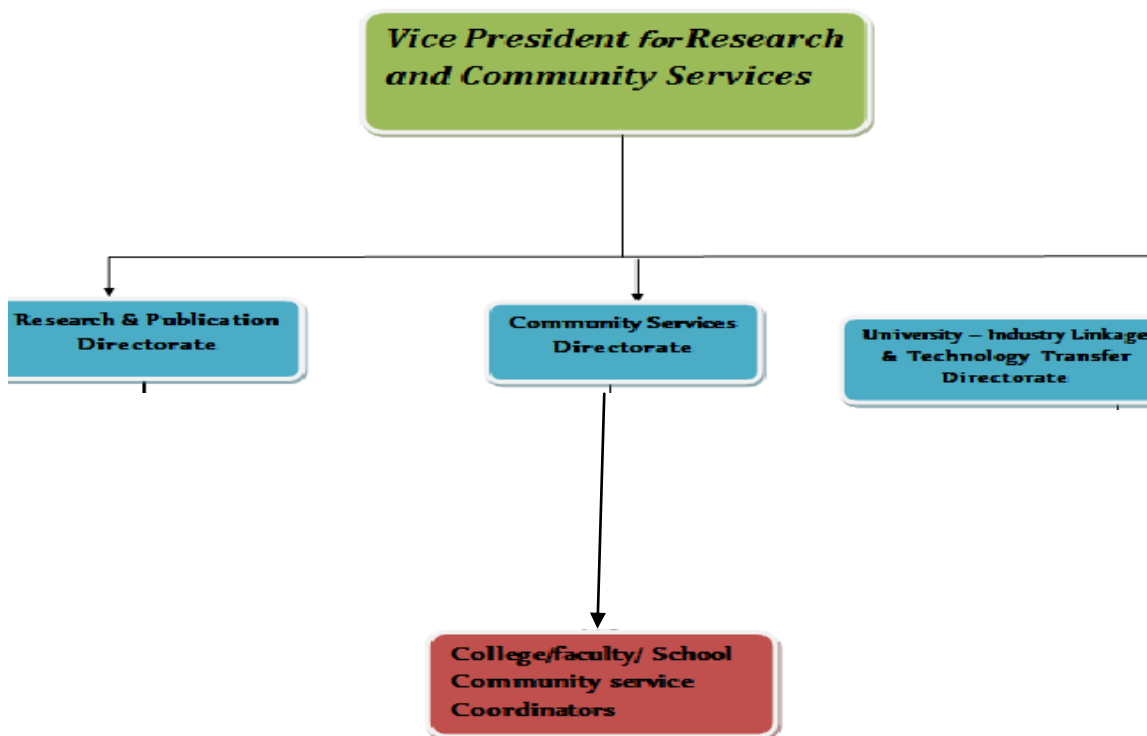 Vice President for Research
and Community Services
Research & Publication
Directorate
Community Services
Directorate
University – Industry Linkage
& Technology Transfer
Directorate
College/faculty/ School
Community service
Coordinators